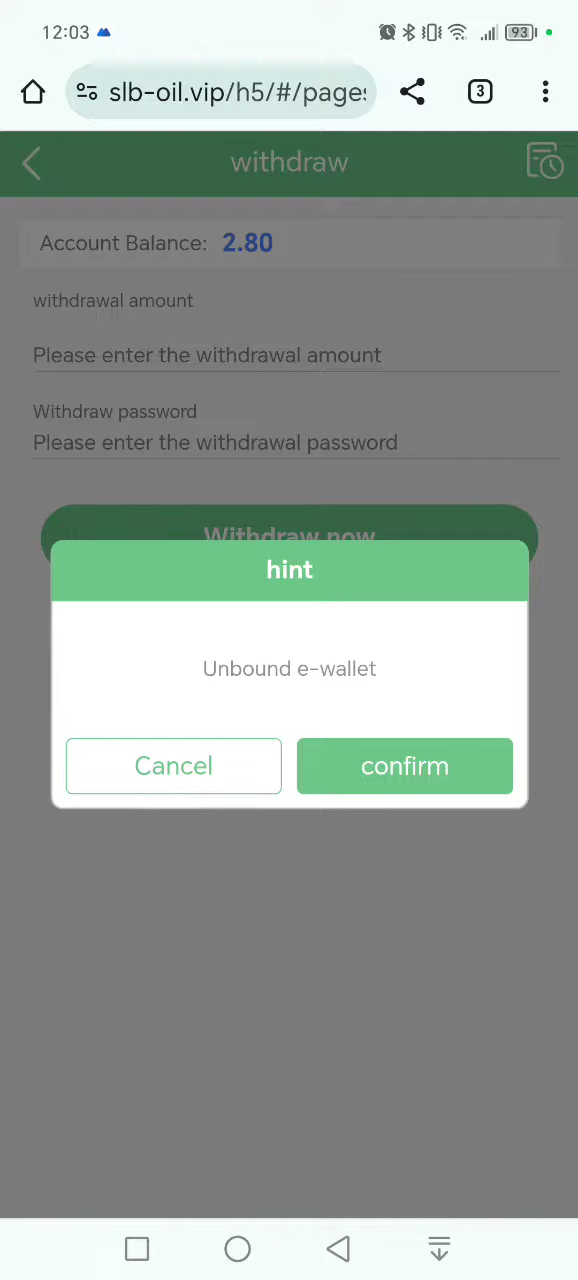 12:03
93
slb-oil.vip/h5/#/page
3
withdraw
Account Balance: 2.80
withdrawal amount
Please enter the withdrawal amount
Withdraw password
Please enter the withdrawal password
Withdraw now
hint
Unbound e-wallet
Cancel
confirm